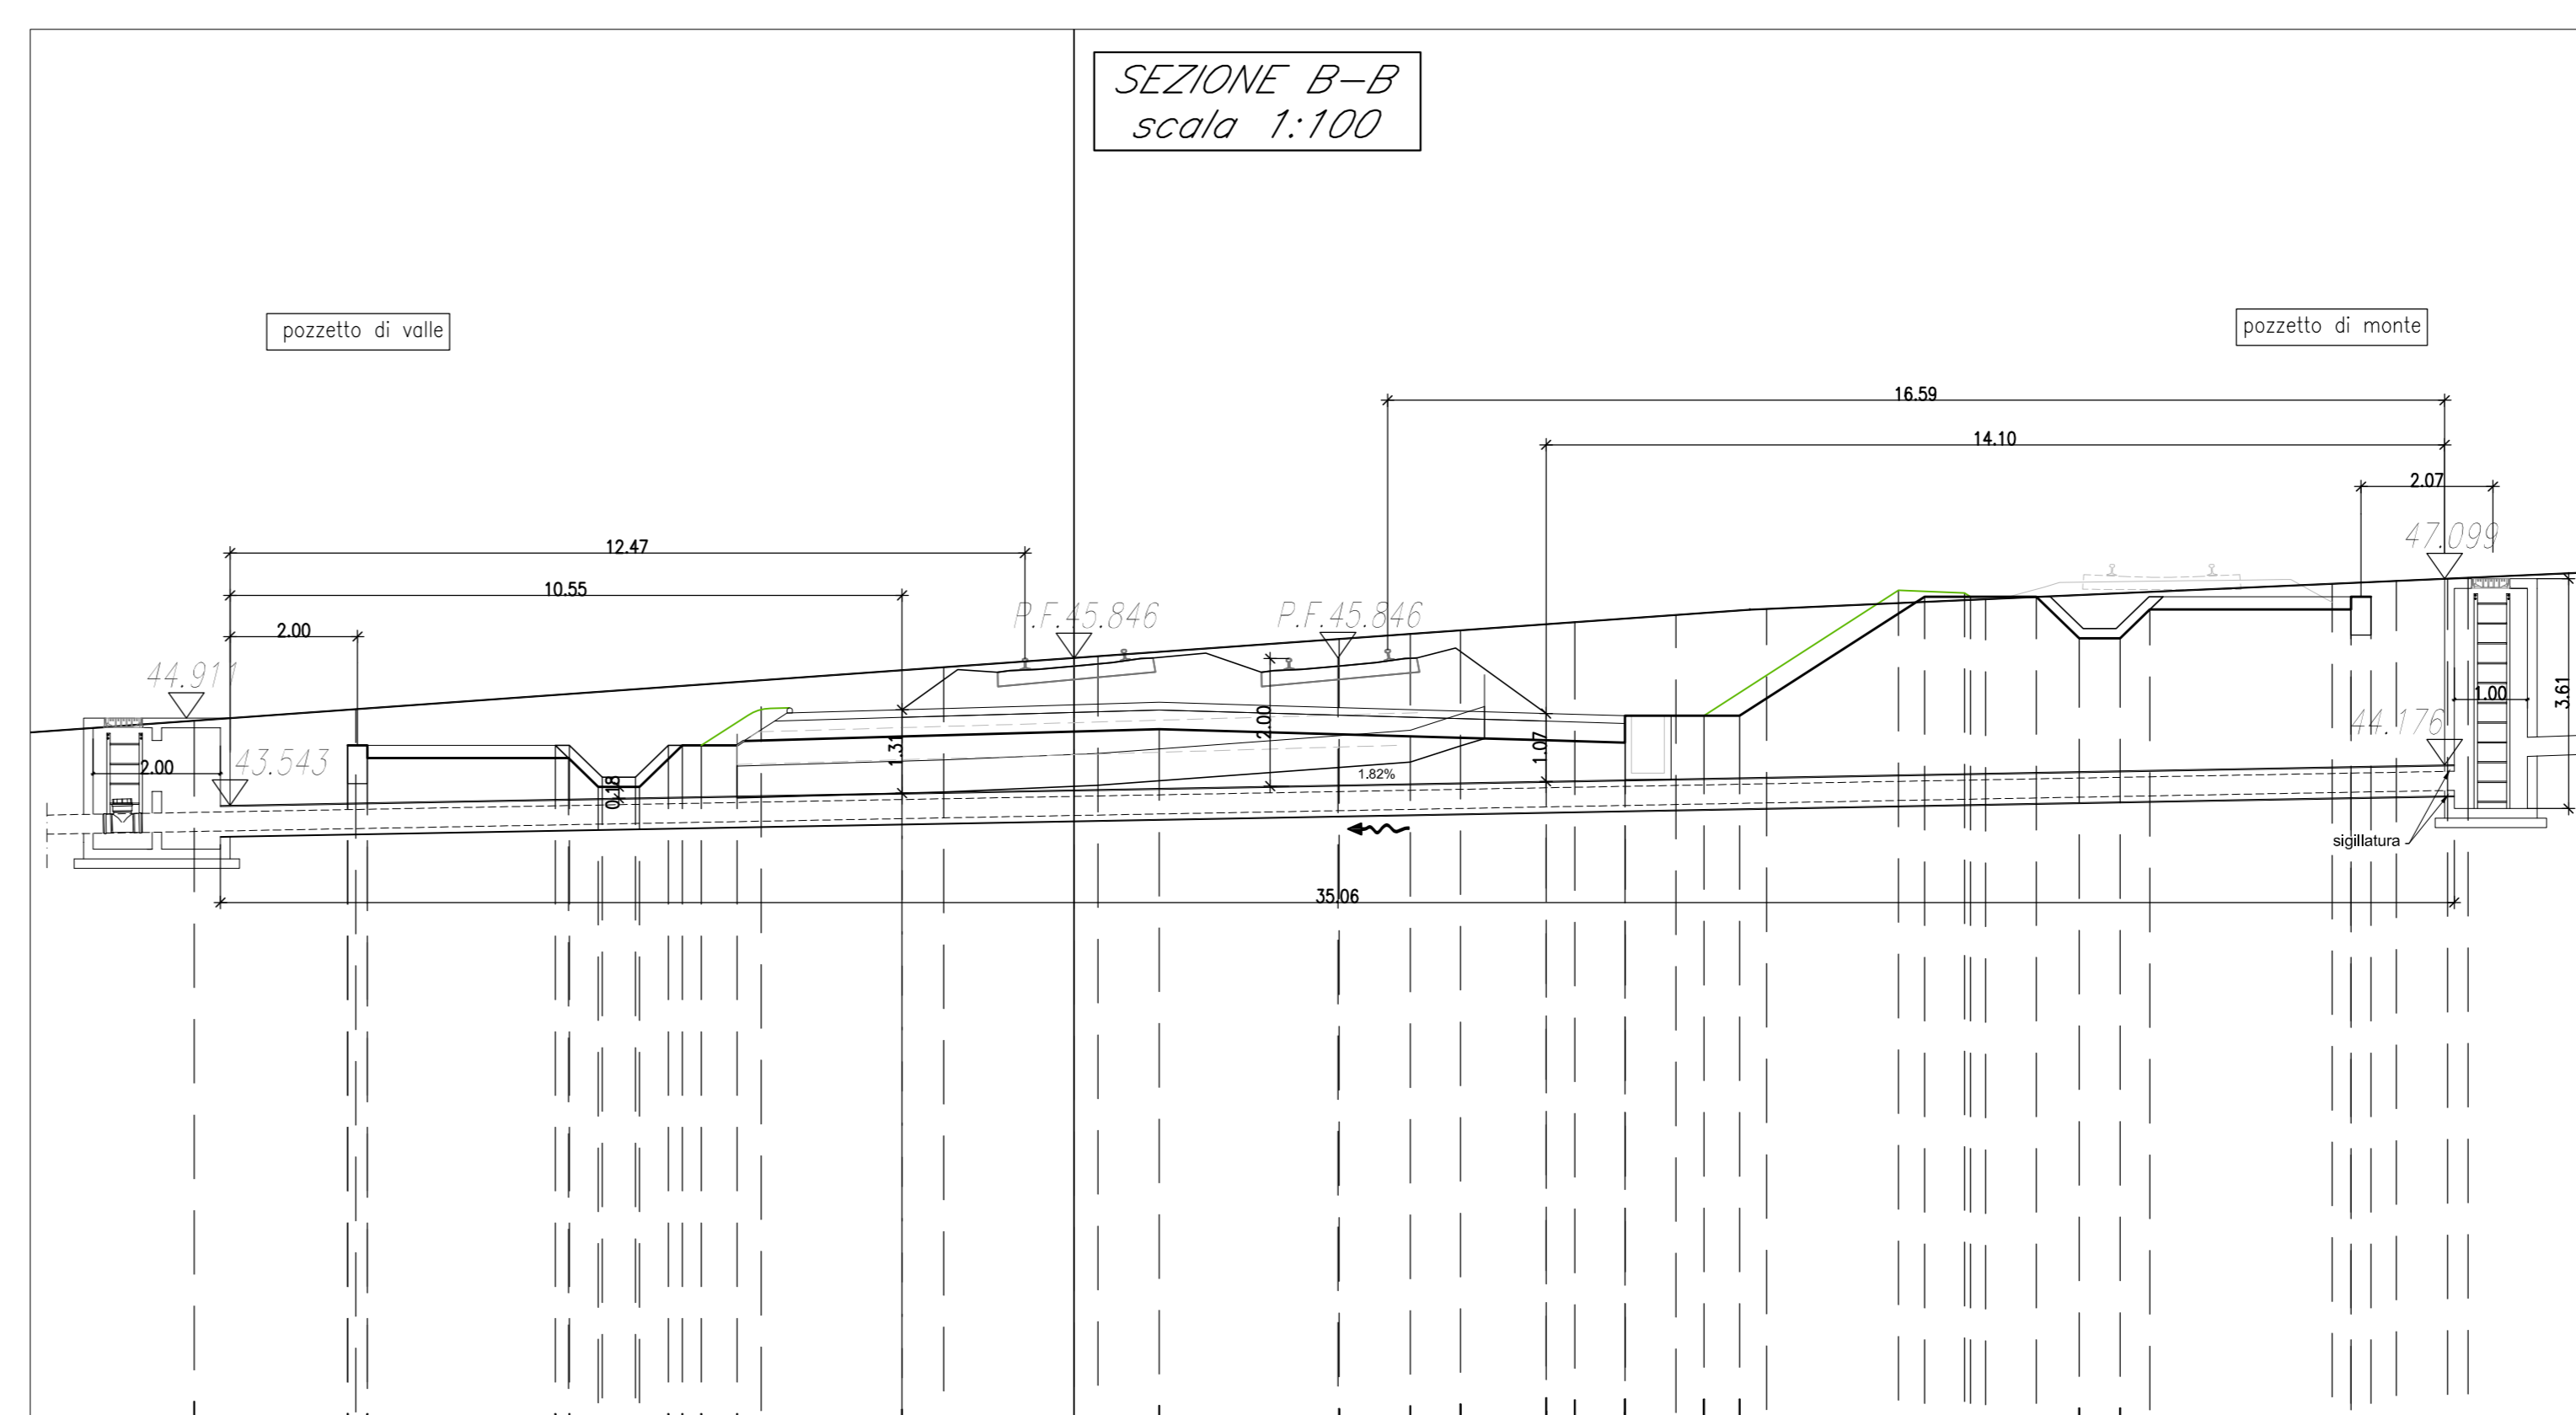 SEZIONE B-B
scala 1:100
pozzetto di valle
pozzetto di monte
16.59
14.10
2.07
47.099
12.47
10.55
2.00
P.F.45.846
P.F.45.846
44.911
43.543
2.00
0.18
1.31
2.00
1.07
1.82%
1.00
3.61
44.176
sigillatura
35.06